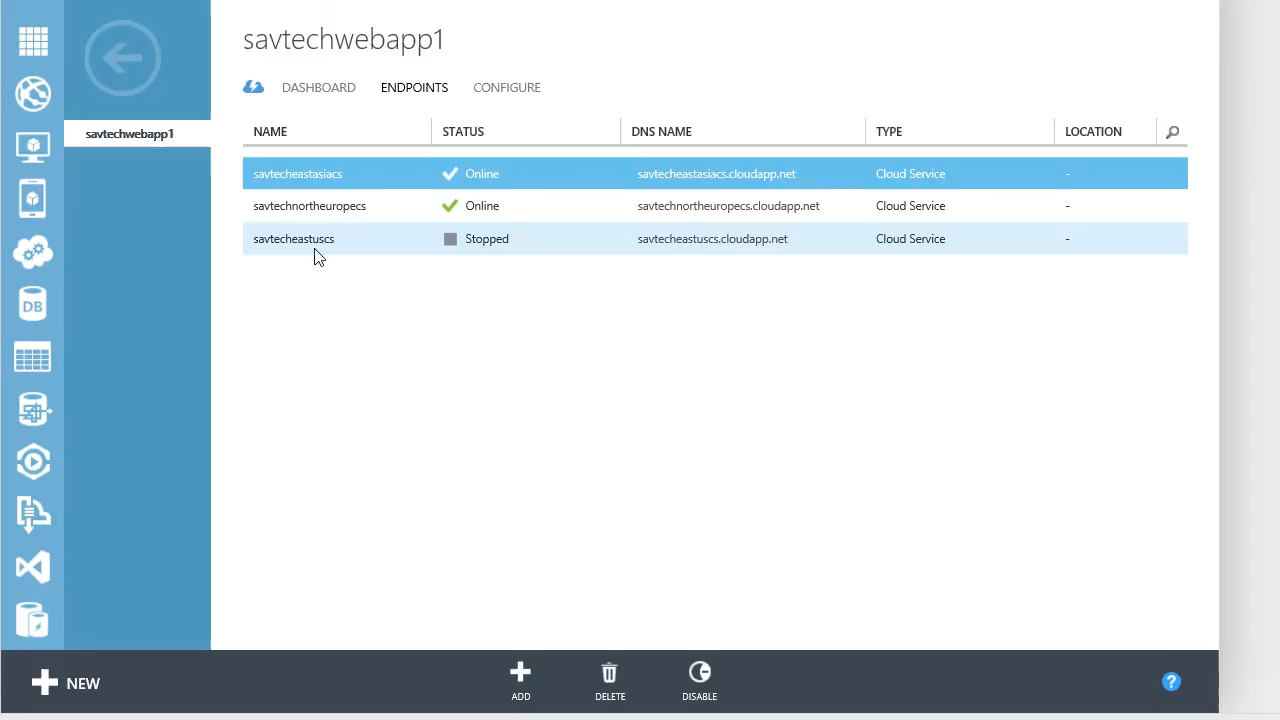 savtechwebapp1
DASHBOARD ENDPOINTS CONFIGURE
savtechwebapp1
NAME STATUS DNS NAME TYPE LOCATION
savtecheastasiacs Online savtecheastasiacs.cloudapp.net Cloud Service -
savtechnortheuropecs Online savtechnortheuropecs.cloudapp.net Cloud Service -
savtecheastuscs Stopped savtecheastuscs.cloudapp.net Cloud Service -
DB
NEW ADD DELETE DISABLE ?